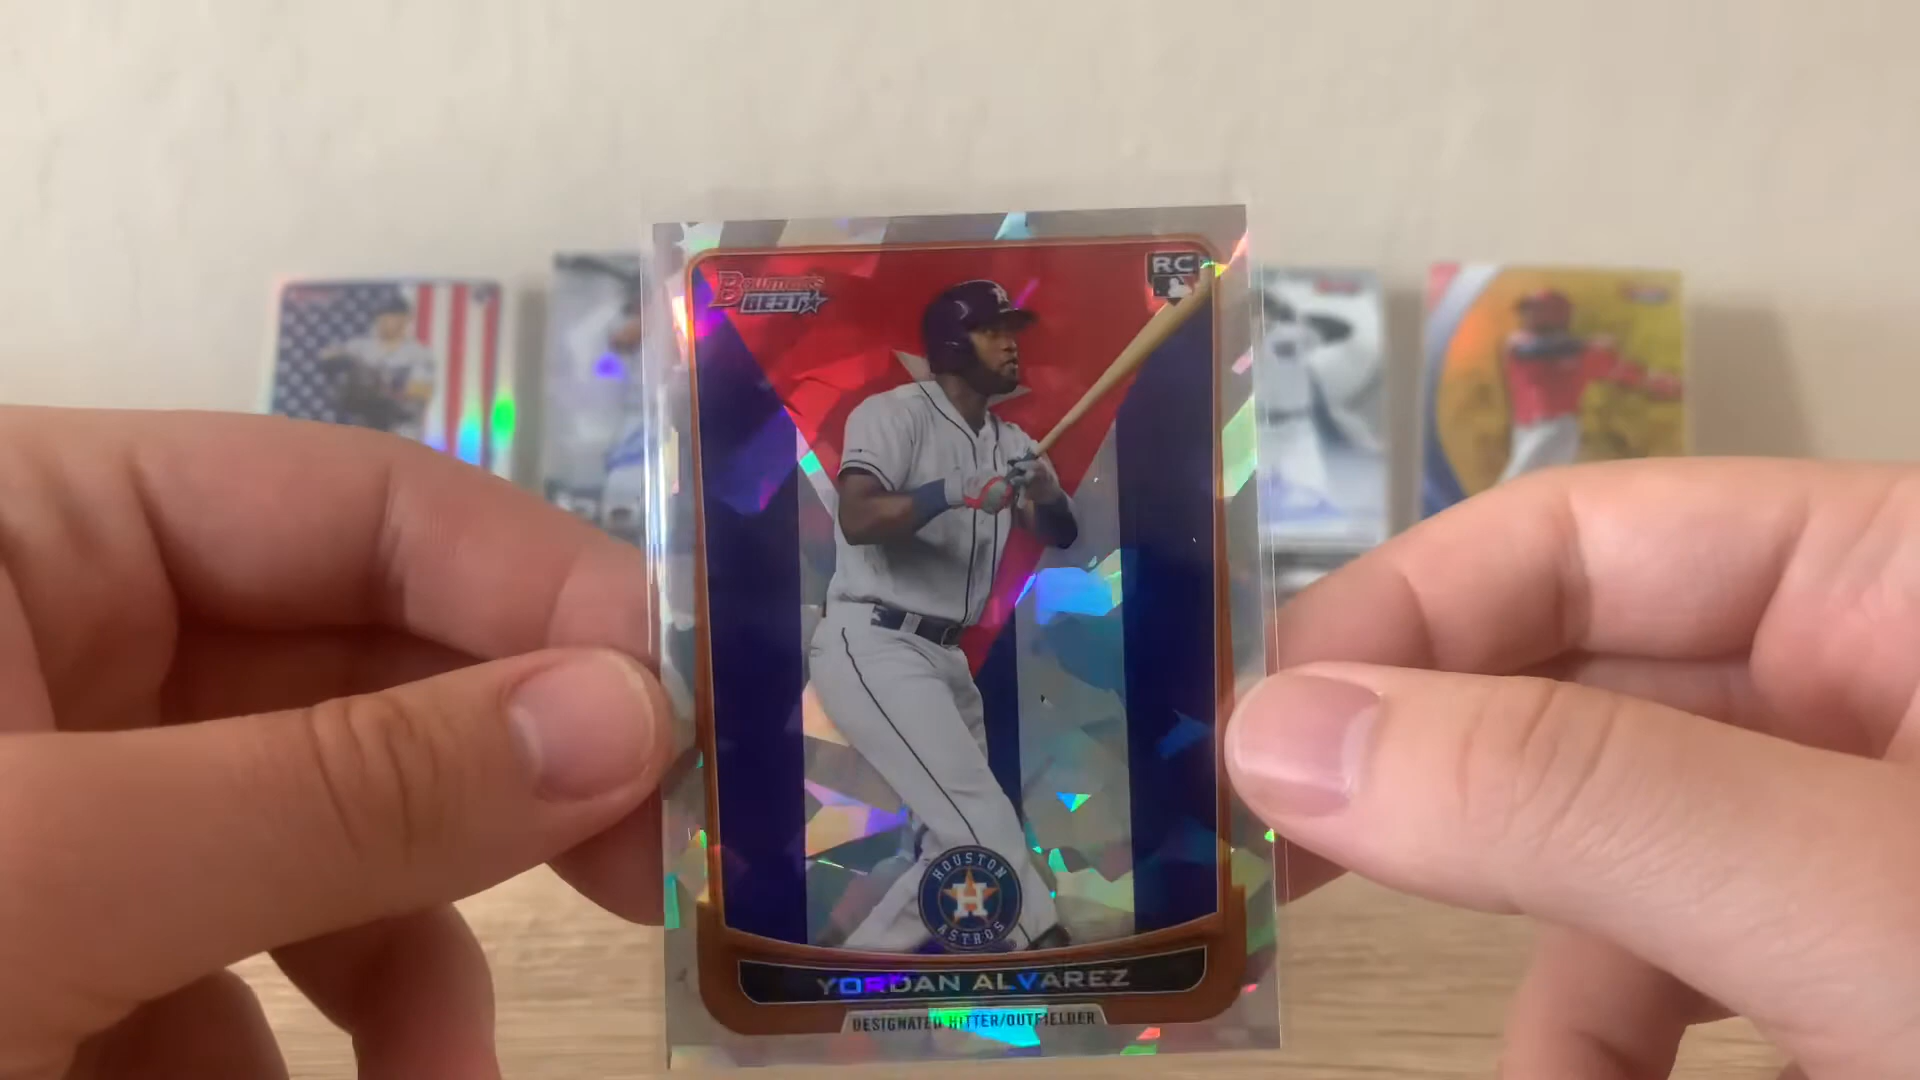 BOWMAN'S
BEST
RC
HOUSTON
H
ASTROS
YORDAN ALVAREZ
DESIGNATED HITTER/OUTFIELDER